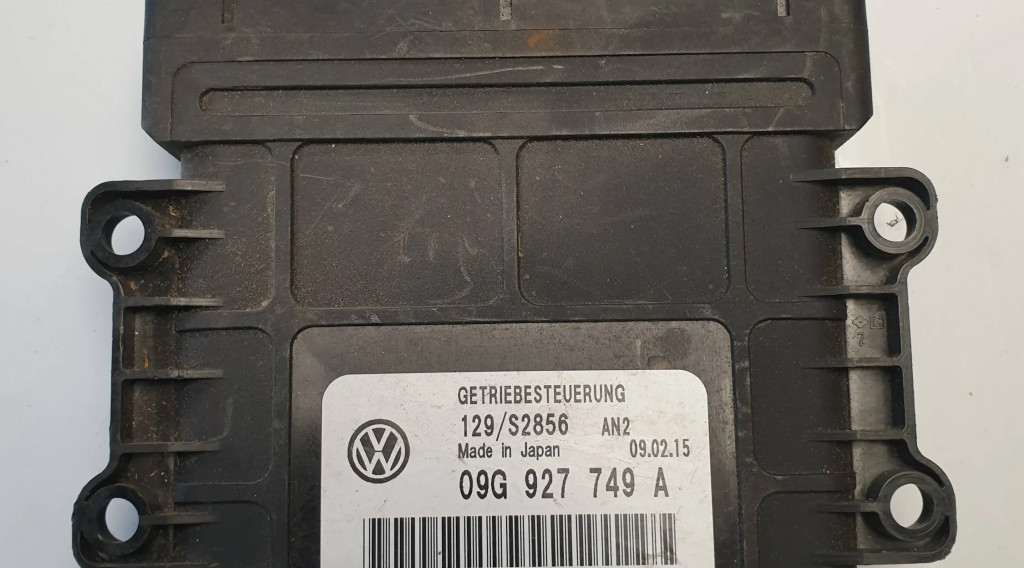 GETRIEBESTEUERUNG
129/S2856 AN2
Made in Japan 09.02.15
09G 927 749 A